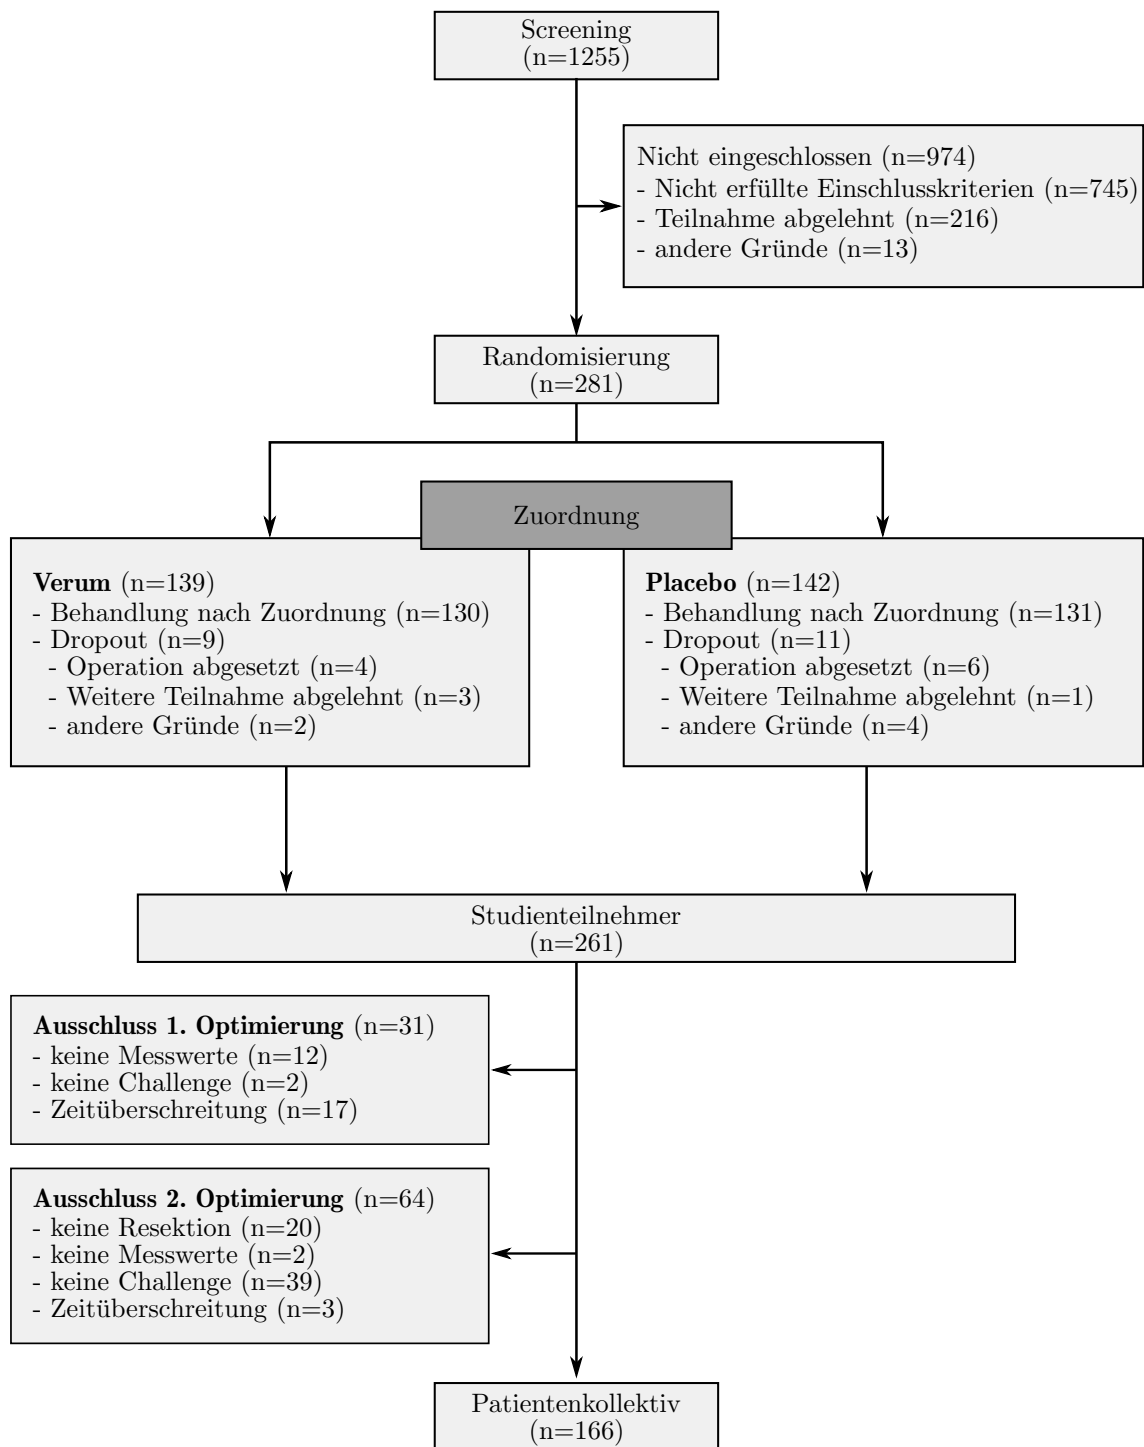 Screening
(n=1255)
Nicht eingeschlossen (n=974)
- Nicht erfüllte Einschlusskriterien (n=745)
- Teilnahme abgelehnt (n=216)
- andere Gründe (n=13)
Randomisierung
(n=281)
Zuordnung
Verum (n=139)
- Behandlung nach Zuordnung (n=130)
- Dropout (n=9)
- Operation abgesetzt (n=4)
- Weitere Teilnahme abgelehnt (n=3)
- andere Gründe (n=2)
Placebo (n=142)
- Behandlung nach Zuordnung (n=131)
- Dropout (n=11)
- Operation abgesetzt (n=6)
- Weitere Teilnahme abgelehnt (n=1)
- andere Gründe (n=4)
Studienteilnehmer
(n=261)
Ausschluss 1. Optimierung (n=31)
- keine Messwerte (n=12)
- keine Challenge (n=2)
- Zeitüberschreitung (n=17)
Ausschluss 2. Optimierung (n=64)
- keine Resektion (n=20)
- keine Messwerte (n=2)
- keine Challenge (n=39)
- Zeitüberschreitung (n=3)
Patientenkollektiv
(n=166)